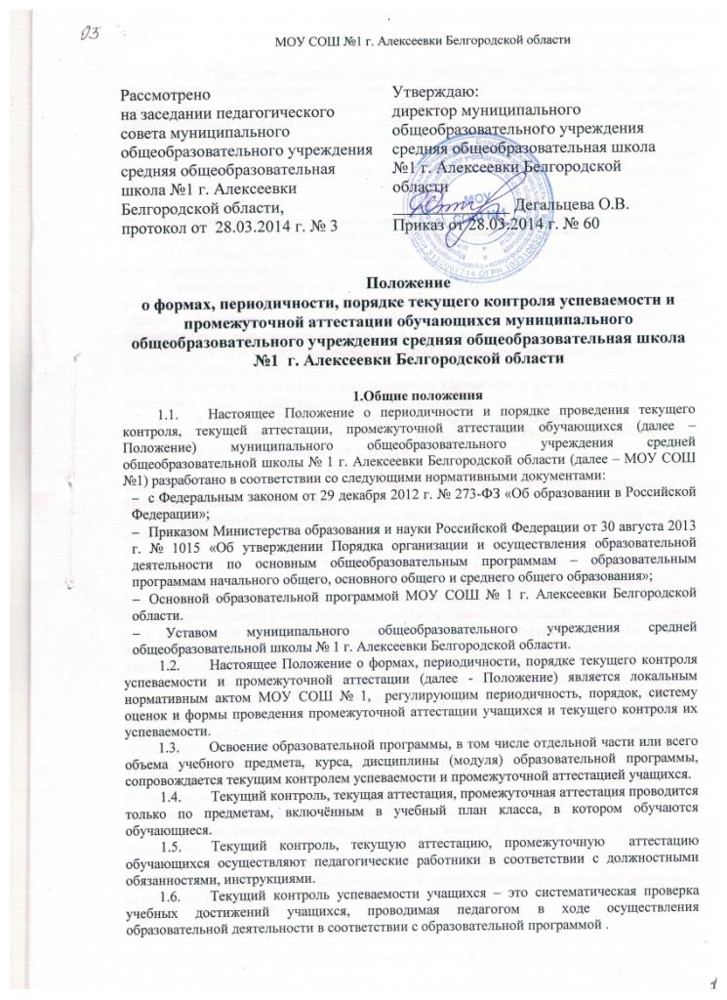 03
МОУ СОШ №1 г. Алексеевки Белгородской области
Рассмотрено
на заседании педагогического
совета муниципального
общеобразовательного учреждения
средняя общеобразовательная
школа №1 г. Алексеевки
Белгородской области,
протокол от 28.03.2014 г. № 3
Утверждаю:
директор муниципального
общеобразовательного учреждения
средняя общеобразовательная школа
№1 г. Алексеевки Белгородской
области
Дегальцева О.В.
Приказ от 28.03.2014 г. № 60
МОУ
СОШ №1
Положение
о формах, периодичности, порядке текущего контроля успеваемости и
промежуточной аттестации обучающихся муниципального
общеобразовательного учреждения средняя общеобразовательная школа
№1 г. Алексеевки Белгородской области
1.Общие положения
1.1. Настоящее Положение о периодичности и порядке проведения текущего
контроля, текущей аттестации, промежуточной аттестации обучающихся (далее –
Положение) муниципального общеобразовательного учреждения средней
общеобразовательной школы № 1 г. Алексеевки Белгородской области (далее – МОУ СОШ
№1) разработано в соответствии со следующими нормативными документами:
– с Федеральным законом от 29 декабря 2012 г. № 273-ФЗ «Об образовании в Российской
Федерации»;
– Приказом Министерства образования и науки Российской Федерации от 30 августа 2013
г. № 1015 «Об утверждении Порядка организации и осуществления образовательной
деятельности по основным общеобразовательным программам – образовательным
программам начального общего, основного общего и среднего общего образования»;
– Основной образовательной программой МОУ СОШ № 1 г. Алексеевки Белгородской
области.
– Уставом муниципального общеобразовательного учреждения средней
общеобразовательной школы № 1 г. Алексеевки Белгородской области.
1.2. Настоящее Положение о формах, периодичности, порядке текущего контроля
успеваемости и промежуточной аттестации (далее - Положение) является локальным
нормативным актом МОУ СОШ № 1, регулирующим периодичность, порядок, систему
оценок и формы проведения промежуточной аттестации учащихся и текущего контроля их
успеваемости.
1.3. Освоение образовательной программы, в том числе отдельной части или всего
объема учебного предмета, курса, дисциплины (модуля) образовательной программы,
сопровождается текущим контролем успеваемости и промежуточной аттестацией учащихся.
1.4. Текущий контроль, текущая аттестация, промежуточная аттестация проводится
только по предметам, включённым в учебный план класса, в котором обучаются
обучающиеся.
1.5. Текущий контроль, текущую аттестацию, промежуточную аттестацию
обучающихся осуществляют педагогические работники в соответствии с должностными
обязанностями, инструкциями.
1.6. Текущий контроль успеваемости учащихся – это систематическая проверка
учебных достижений учащихся, проводимая педагогом в ходе осуществления
образовательной деятельности в соответствии с образовательной программой .
1